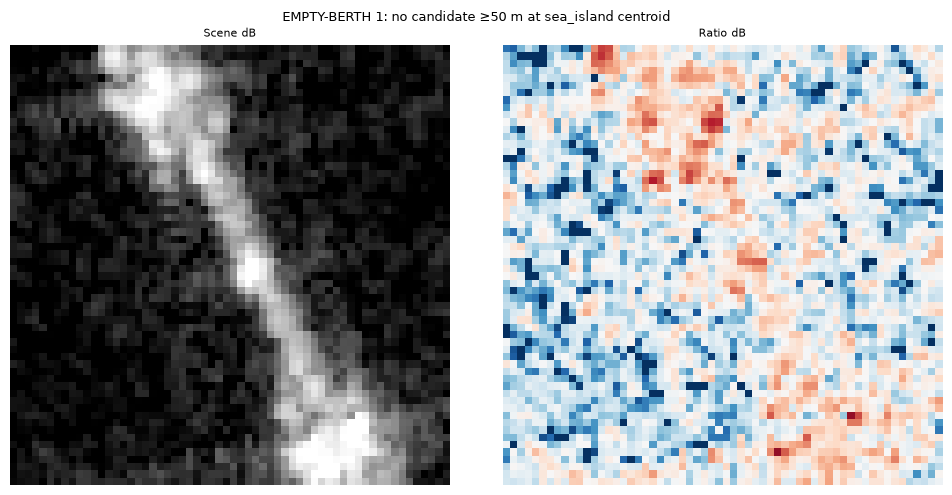 EMPTY-BERTH 1: no candidate ≥50 m at sea_island centroid
Scene dB
Ratio dB